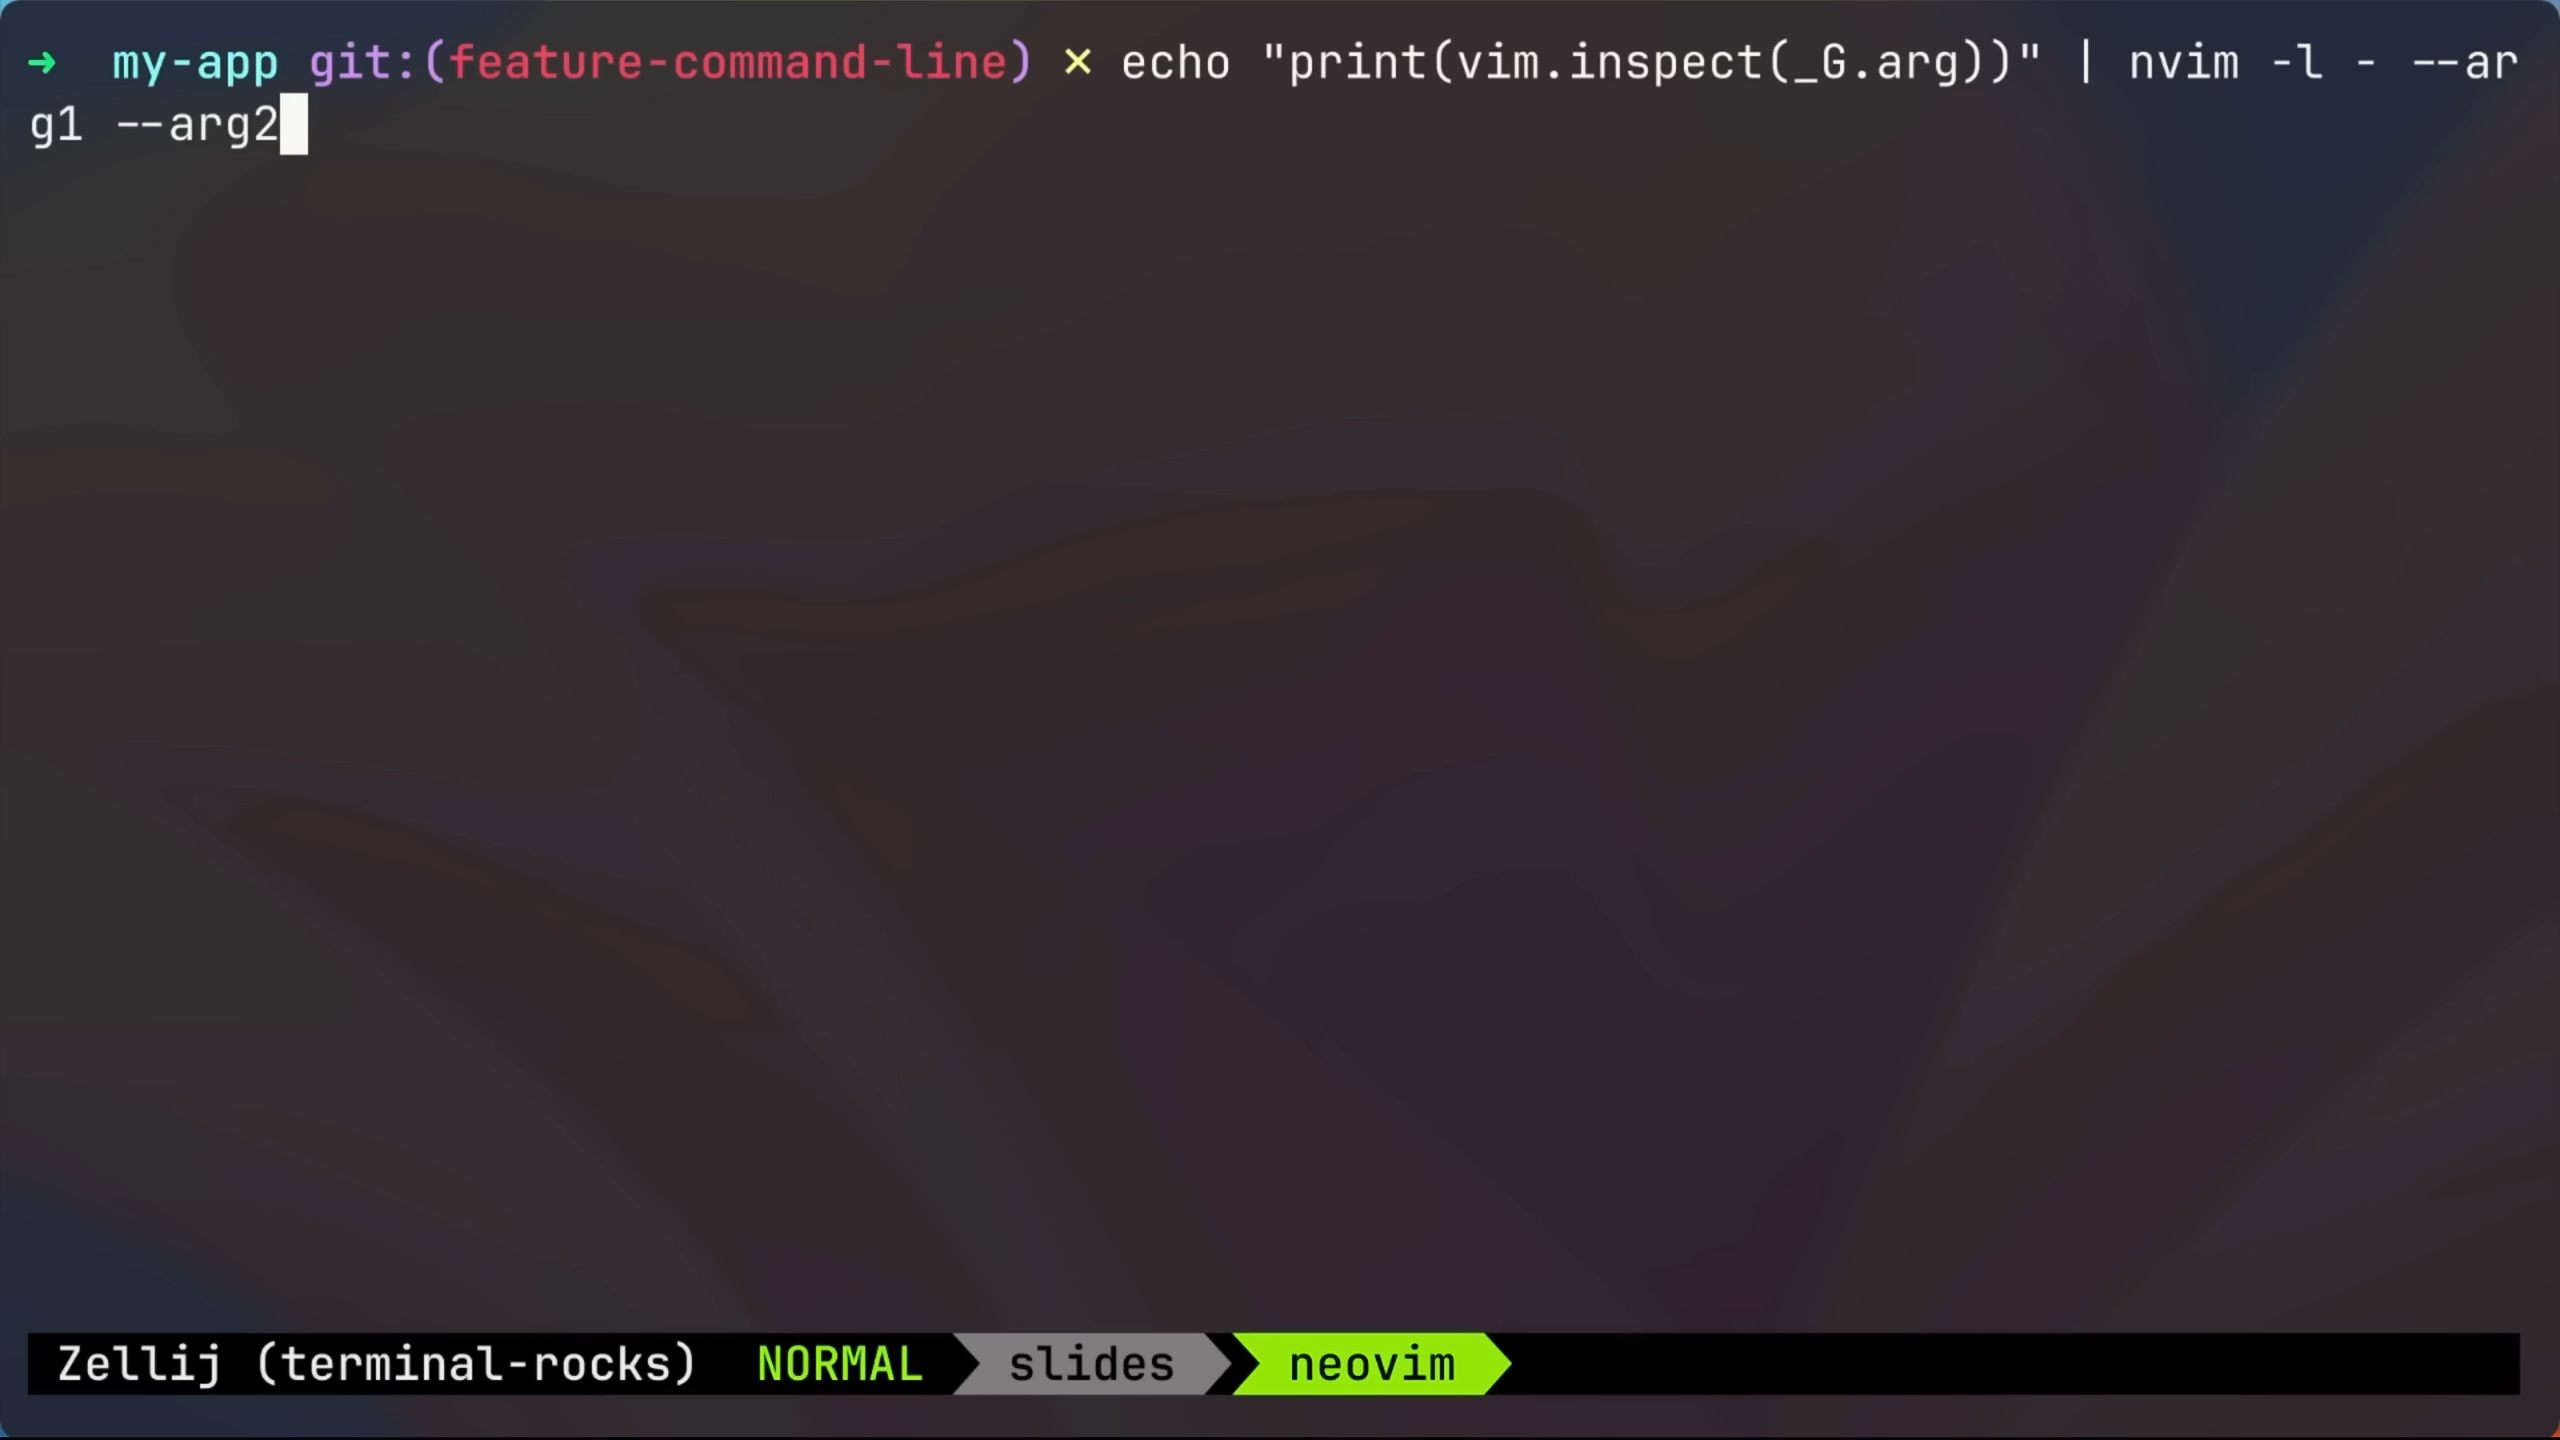 ➜ my-app git:(feature-command-line) ✗ echo "print(vim.inspect(_G.arg))" | nvim -l - --ar
g1 --arg2
Zellij (terminal-rocks) NORMAL slides neovim